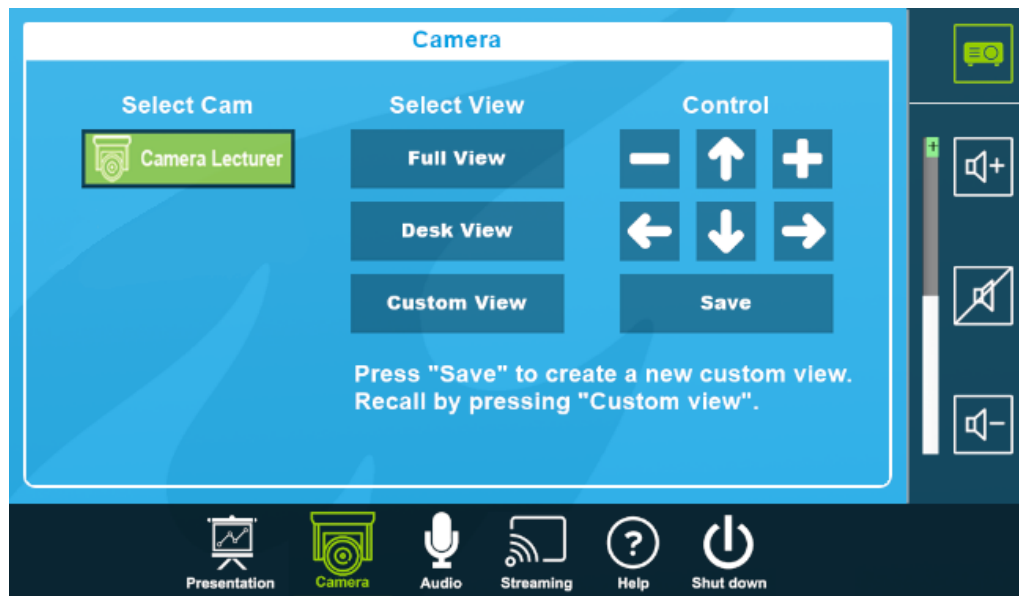 Camera
Select Cam
Select View
Control
Camera Lecturer
Full View
Desk View
Custom View
Save
Press "Save" to create a new custom view.
Recall by pressing "Custom view".
Presentation
Camera
Audio
Streaming
Help
Shut down